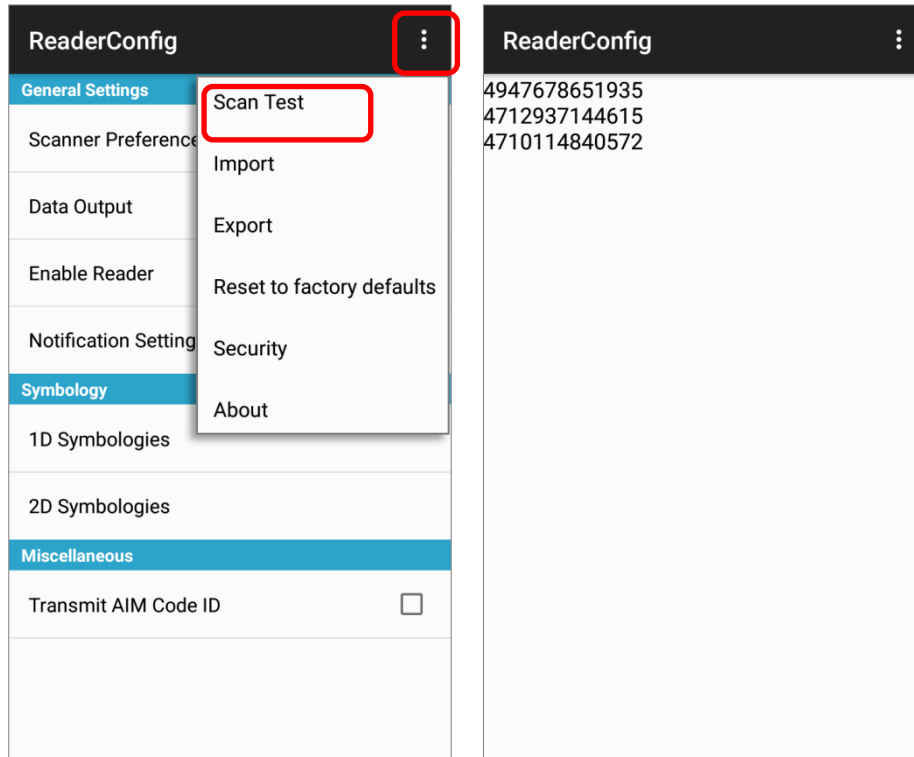 ReaderConfig
General Settings
Scanner Preference
Data Output
Enable Reader
Notification Setting
Symbology
1D Symbologies
2D Symbologies
Miscellaneous
Transmit AIM Code ID
Scan Test
Import
Export
Reset to factory defaults
Security
About
ReaderConfig
4947678651935
4712937144615
4710114840572